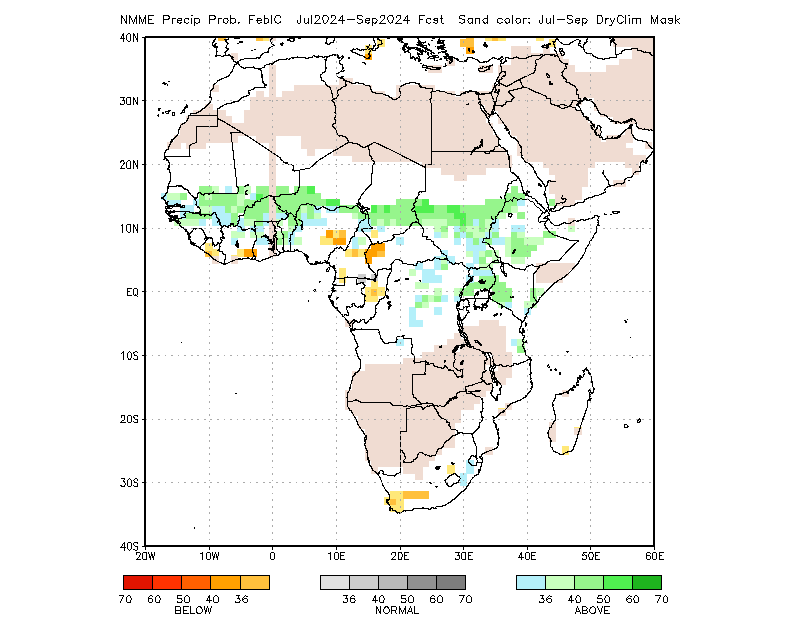 NMME Precip Prob. FebIC Jul2024-Sep2024 Fcst Sand color: Jul-Sep DryClim Mask
40N
30N
20N
10N
EQ
10S
20S
30S
40S
20W 10W 0 10E 20E 30E 40E 50E 60E
70 60 50 40 36
BELOW
36 40 50 60 70
NORMAL
36 40 50 60 70
ABOVE